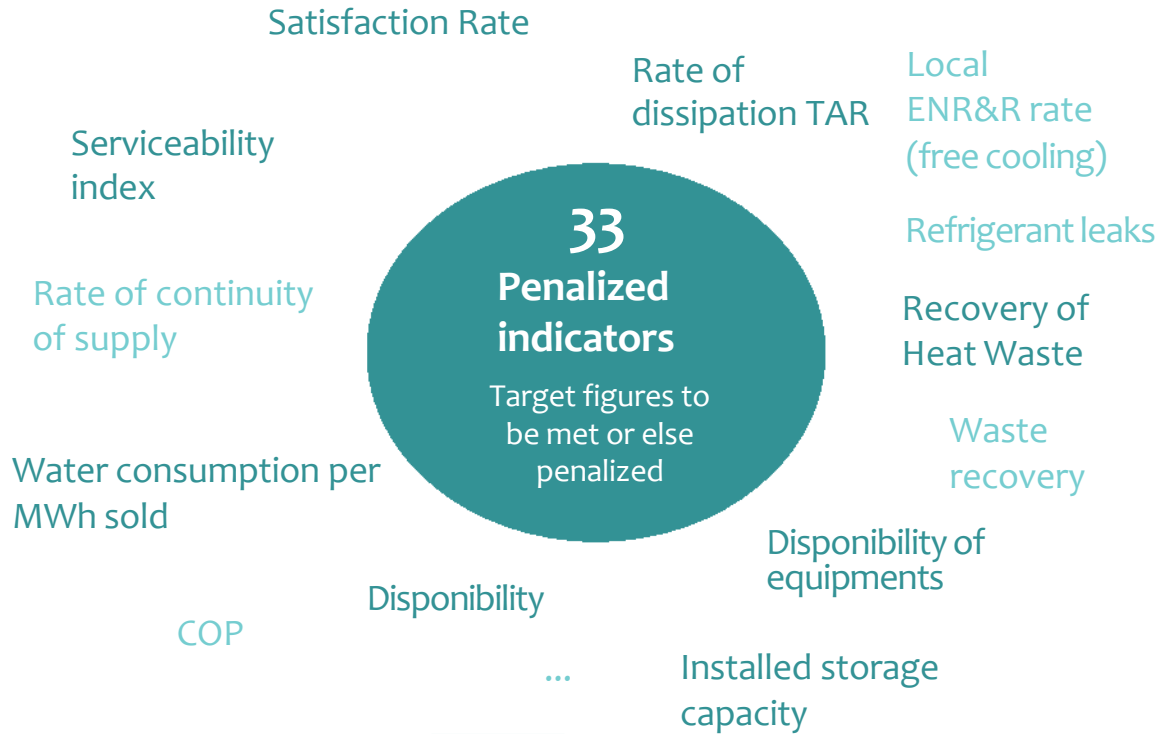 Satisfaction Rate
Rate of
dissipation TAR
Local
ENR&R rate
(free cooling)
Serviceability
index
33
Penalized
indicators
Target figures to
be met or else
penalized
Refrigerant leaks
Rate of continuity
of supply
Recovery of
Heat Waste
Waste
recovery
Water consumption per
MWh sold
Disponibility of
equipments
Disponibility
COP
...
Installed storage
capacity